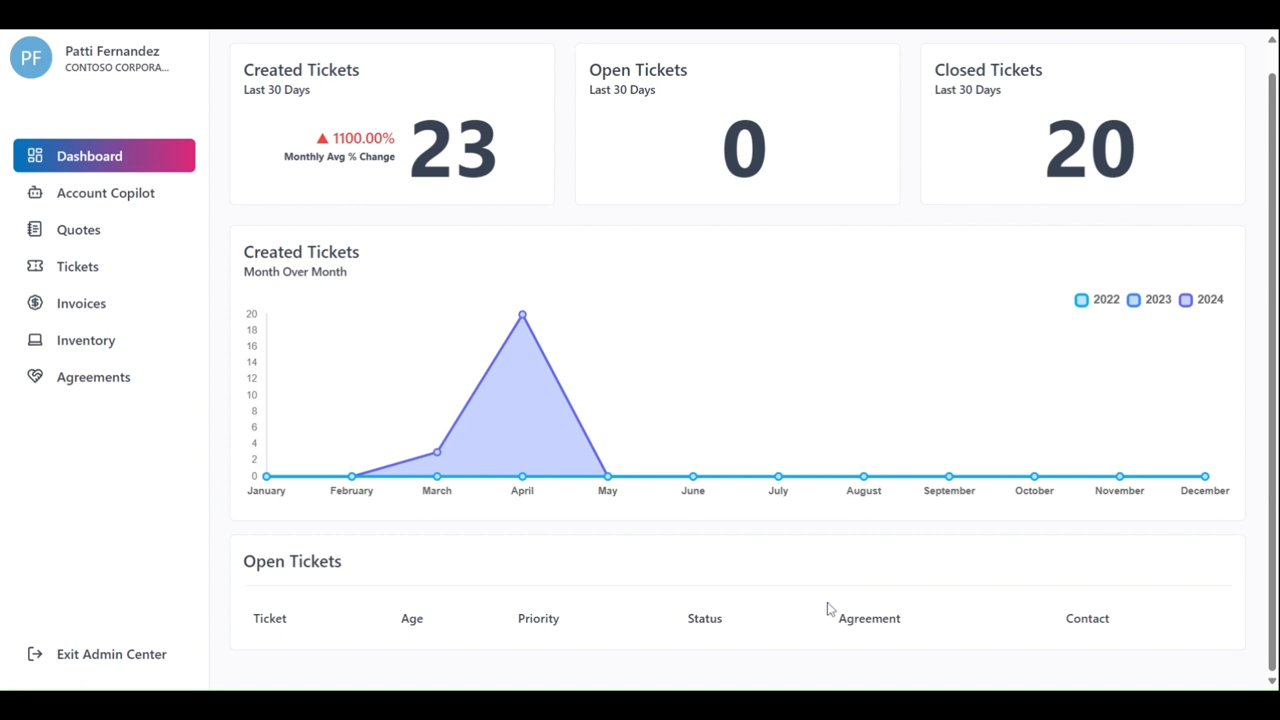 PF
Patti Fernandez
CONTOSO CORPORA...
Dashboard
Account Copilot
Quotes
Tickets
Invoices
Inventory
Agreements
Exit Admin Center
Created Tickets
Last 30 Days
▲ 1100.00%
Monthly Avg % Change
23
Open Tickets
Last 30 Days
0
Closed Tickets
Last 30 Days
20
Created Tickets
Month Over Month
2022 2023 2024
20
18
16
14
12
10
8
6
4
2
0
January February March April May June July August September October November December
Open Tickets
Ticket Age Priority Status Agreement Contact